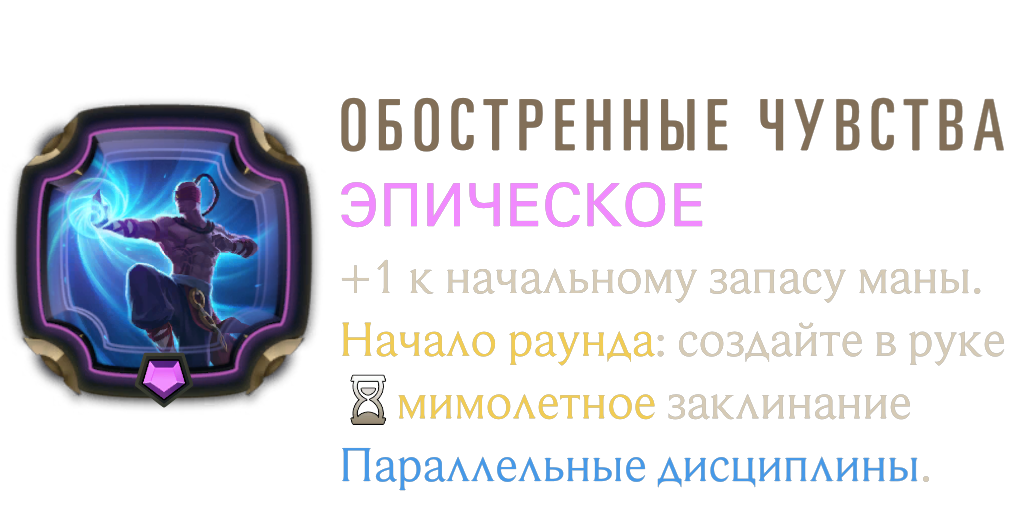 ОБОСТРЕННЫЕ ЧУВСТВА
ЭПИЧЕСКОЕ
+1 к начальному запасу маны.
Начало раунда: создайте в руке
мимолетное заклинание
Параллельные дисциплины.